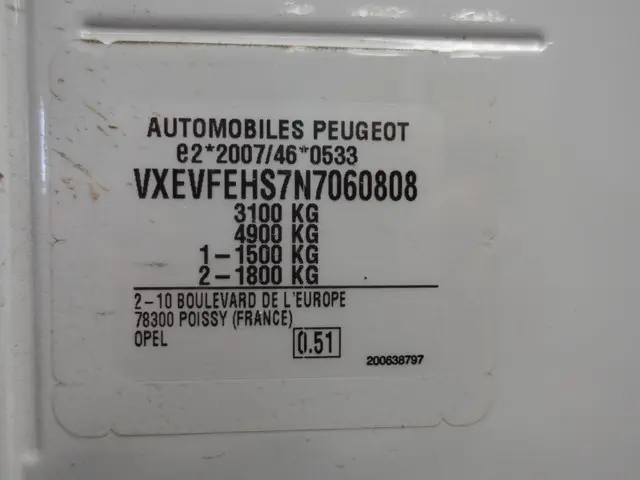 AUTOMOBILES PEUGEOT
e2*2007/46*0533
VXEVFEHS7N7060808
3100 KG
4900 KG
1-1500 KG
2-1800 KG
2-10 BOULEVARD DE L'EUROPE
78300 POISSY (FRANCE)
OPEL
0.51
200638797